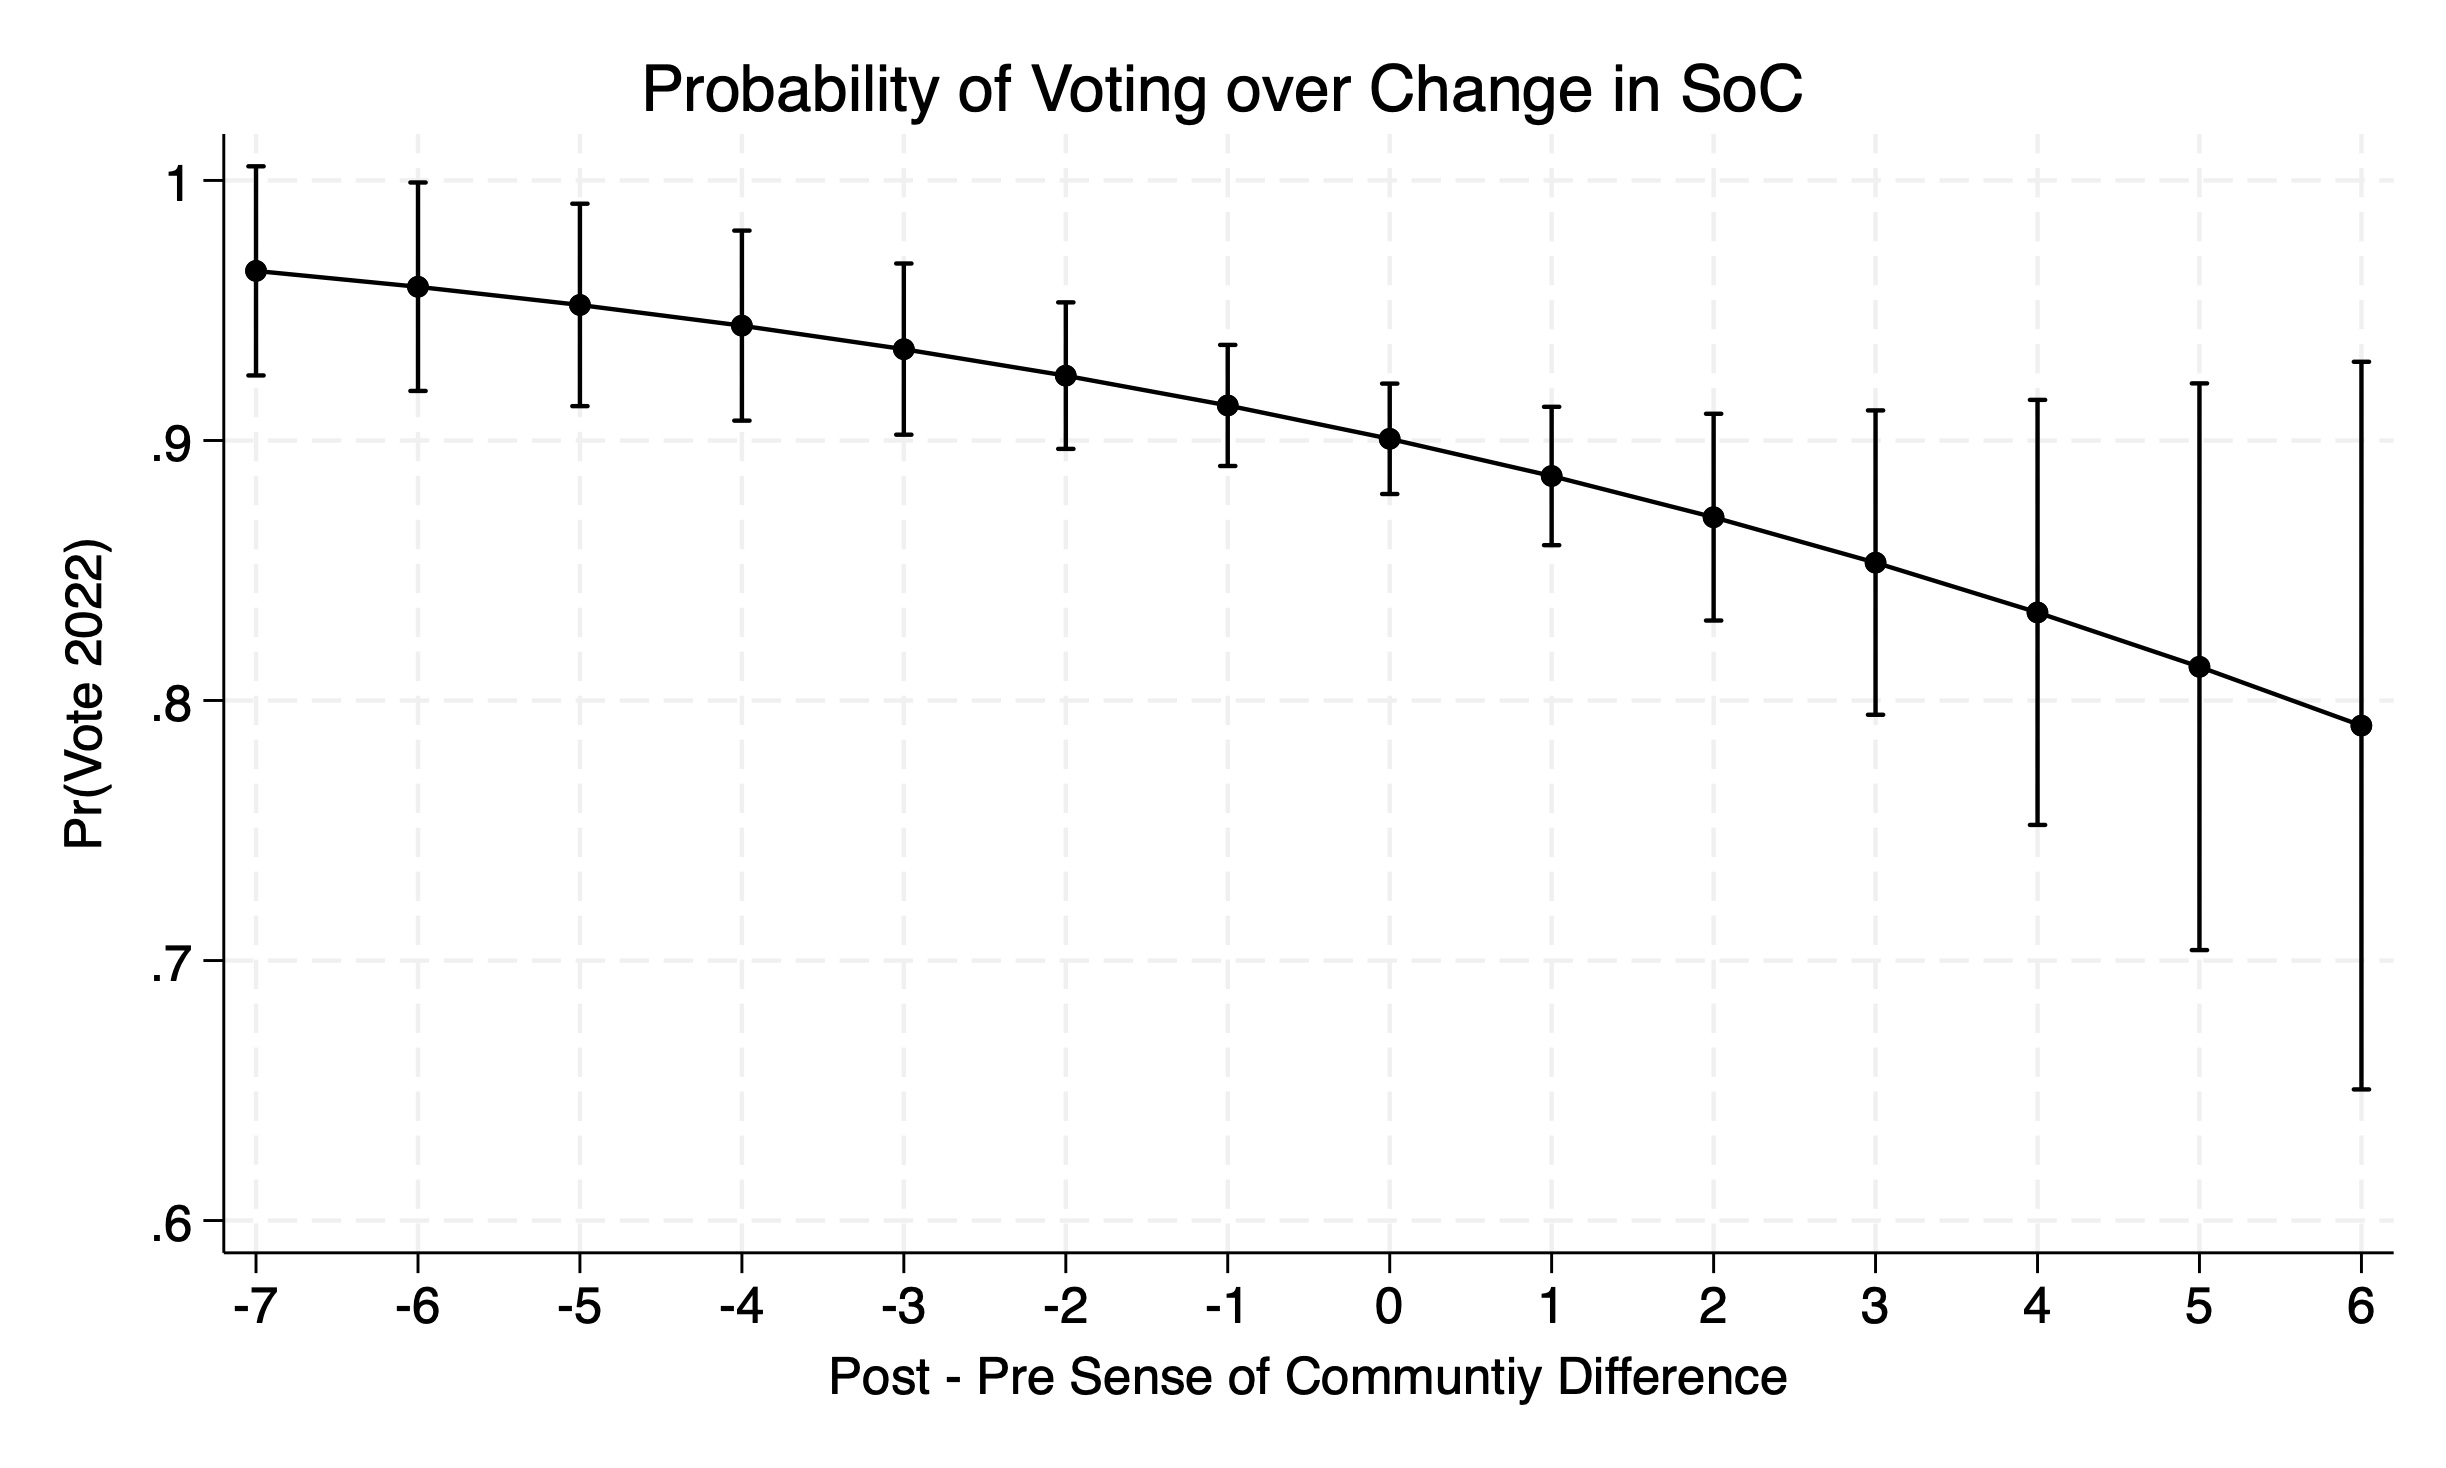 Probability of Voting over Change in SoC
Pr(Vote 2022)
1
.9
.8
.7
.6
-7 -6 -5 -4 -3 -2 -1 0 1 2 3 4 5 6
Post - Pre Sense of Communtiy Difference